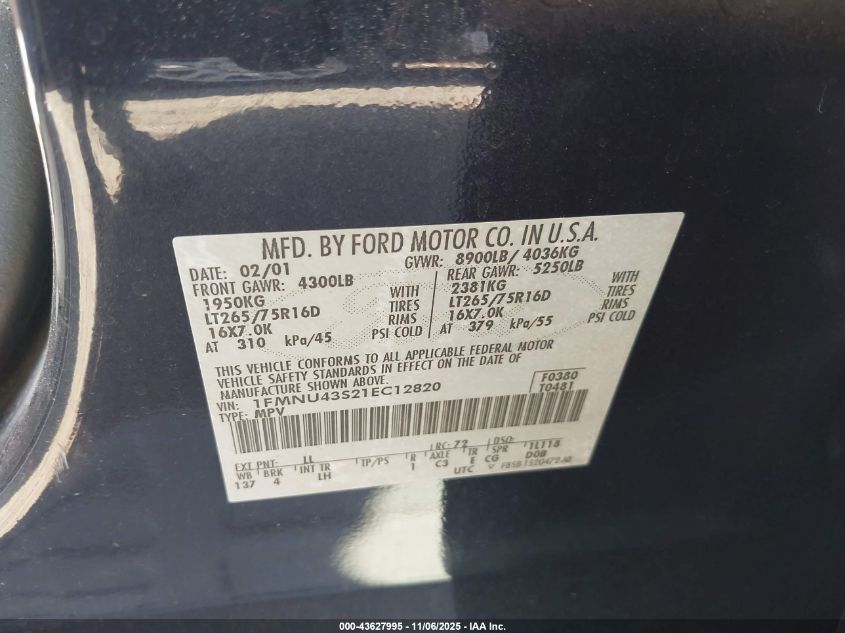 MFD. BY FORD MOTOR CO. IN U.S.A.
DATE: 02/01 GVWR: 8900LB/ 4036KG
FRONT GAWR: 4300LB REAR GAWR: 5250LB
1950KG WITH 2381KG WITH
LT265/75R16D TIRES LT265/75R16D TIRES
16X7.0K RIMS 16X7.0K RIMS
AT 310 kPa/45 PSI COLD AT 379 kPa/55 PSI COLD
THIS VEHICLE CONFORMS TO ALL APPLICABLE FEDERAL MOTOR
VEHICLE SAFETY STANDARDS IN EFFECT ON THE DATE OF
MANUFACTURE SHOWN ABOVE.
VIN: 1FMNU43S21EC12820 F0380
TYPE: MPV T0481
EXT PNT: LL RC: 72 DSO: 1L118
WB BRK INT TR TP/PS R AXLE TR SPR D0B
137 4 LH 1 C3 E CG
UTC
000-43627995 - 11/06/2025 - IAA Inc.